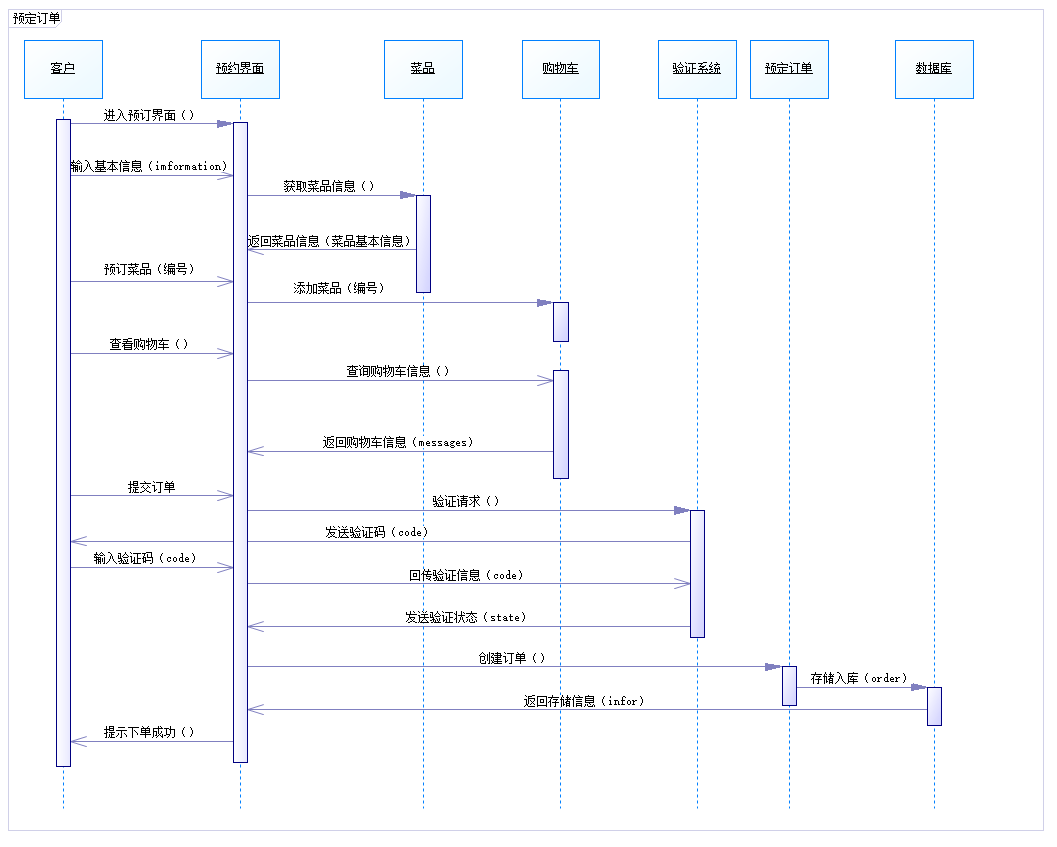 预定订单
客户
预约界面
菜品
购物车
验证系统
预定订单
数据库
进入预订界面（）
输入基本信息（imformation）
获取菜品信息（）
返回菜品信息（菜品基本信息）
预订菜品（编号）
添加菜品（编号）
查看购物车（）
查询购物车信息（）
返回购物车信息（messages）
提交订单
验证请求（）
发送验证码（code）
输入验证码（code）
回传验证信息（code）
发送验证状态（state）
创建订单（）
存储入库（order）
返回存储信息（infor）
提示下单成功（）